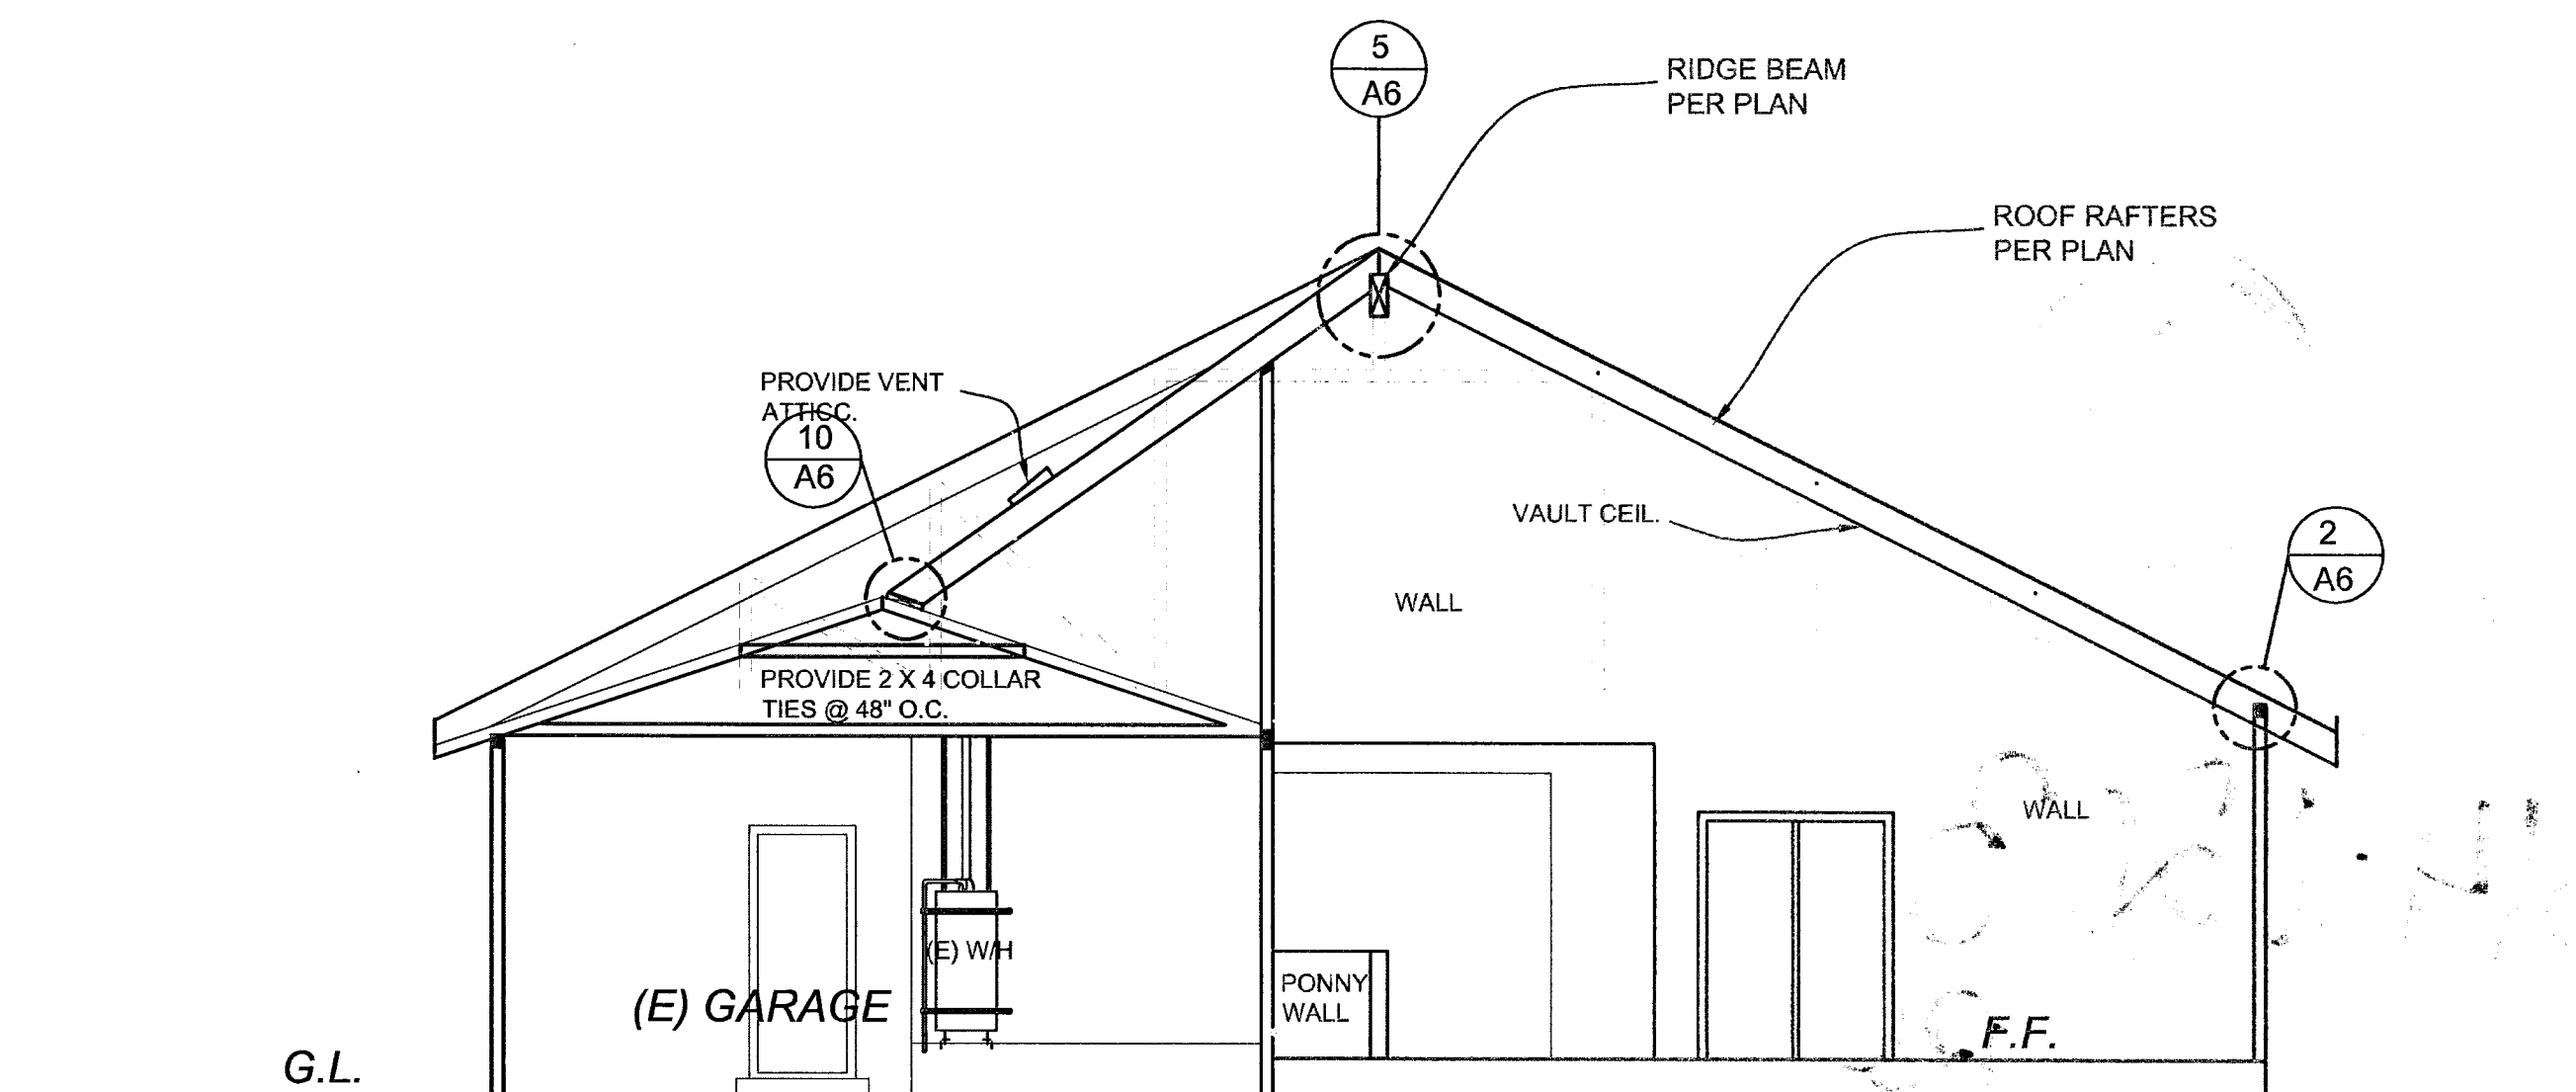 5
A6
RIDGE BEAM
PER PLAN
ROOF RAFTERS
PER PLAN
PROVIDE VENT
ATTICC.
10
A6
VAULT CEIL.
2
A6
WALL
PROVIDE 2 X 4 COLLAR
TIES @ 48" O.C.
WALL
(E) W/H
(E) GARAGE
PONNY
WALL
F.F.
G.L.